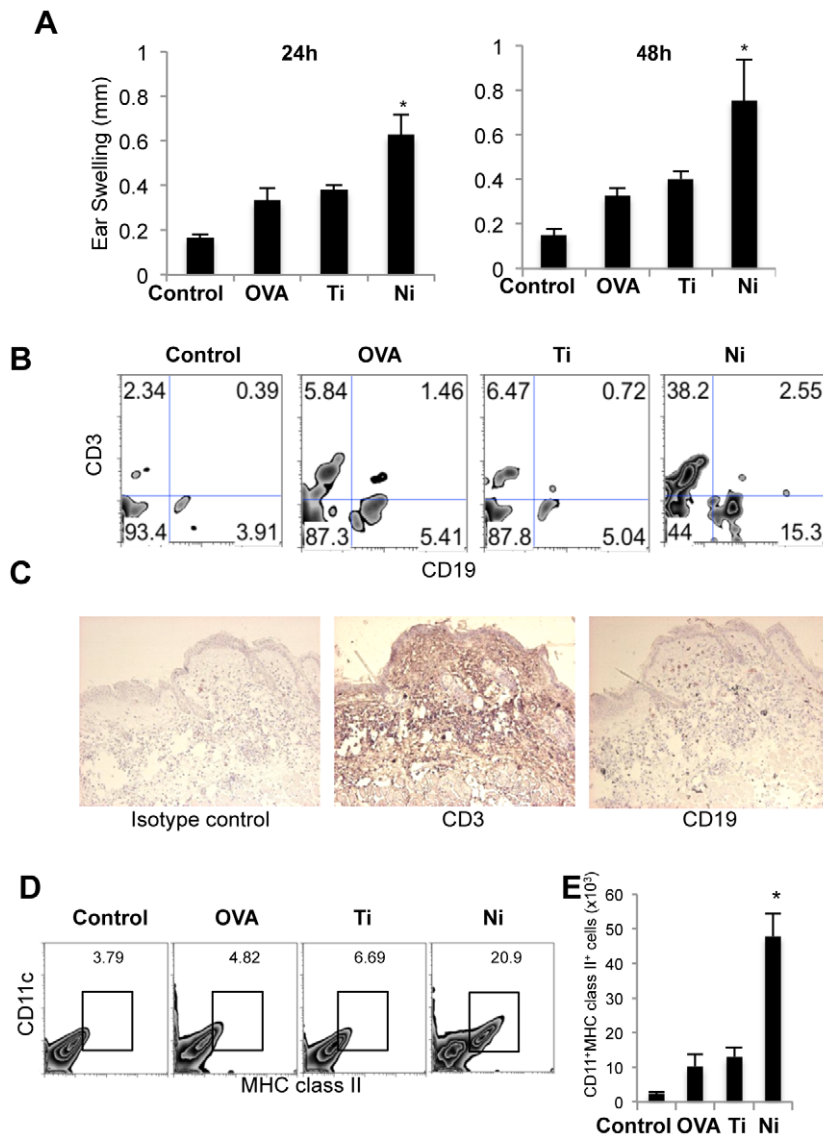 A
24h
48h
Ear Swelling (mm)
1
0.8
0.6
0.4
0.2
0
*
Control OVA Ti Ni
1
0.8
0.6
0.4
0.2
0
*
Control OVA Ti Ni
B
Control OVA Ti Ni
CD3
2.34 0.39
93.4 3.91
5.84 1.46
87.3 5.41
6.47 0.72
87.8 5.04
38.2 2.55
44 15.3
CD19
C
Isotype control CD3 CD19
D
Control OVA Ti Ni
CD11c
3.79 4.82 6.69 20.9
MHC class II
E
CD11⁺MHC class II⁺ cells (x10³)
60
50
40
30
20
10
0
*
Control OVA Ti Ni